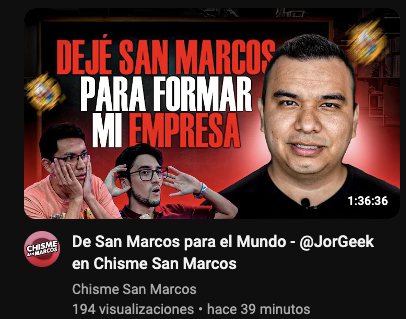 DEJÉ SAN MARCOS
PARA FORMAR
MI EMPRESA
1:36:36
CHISME
SAN MARCOS
De San Marcos para el Mundo - @JorGeek
en Chisme San Marcos
Chisme San Marcos
194 visualizaciones • hace 39 minutos